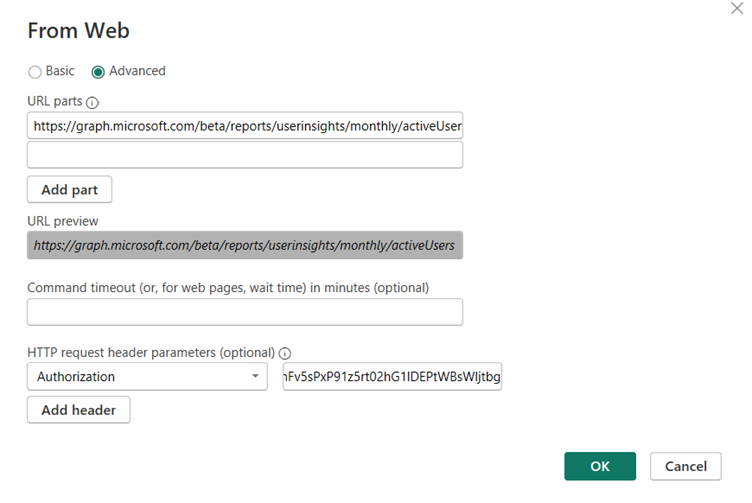 From Web
Basic Advanced
URL parts
https://graph.microsoft.com/beta/reports/userinsights/monthly/activeUser
Add part
URL preview
https://graph.microsoft.com/beta/reports/userinsights/monthly/activeUsers
Command timeout (or, for web pages, wait time) in minutes (optional)
HTTP request header parameters (optional)
Authorization
Add header
OK Cancel